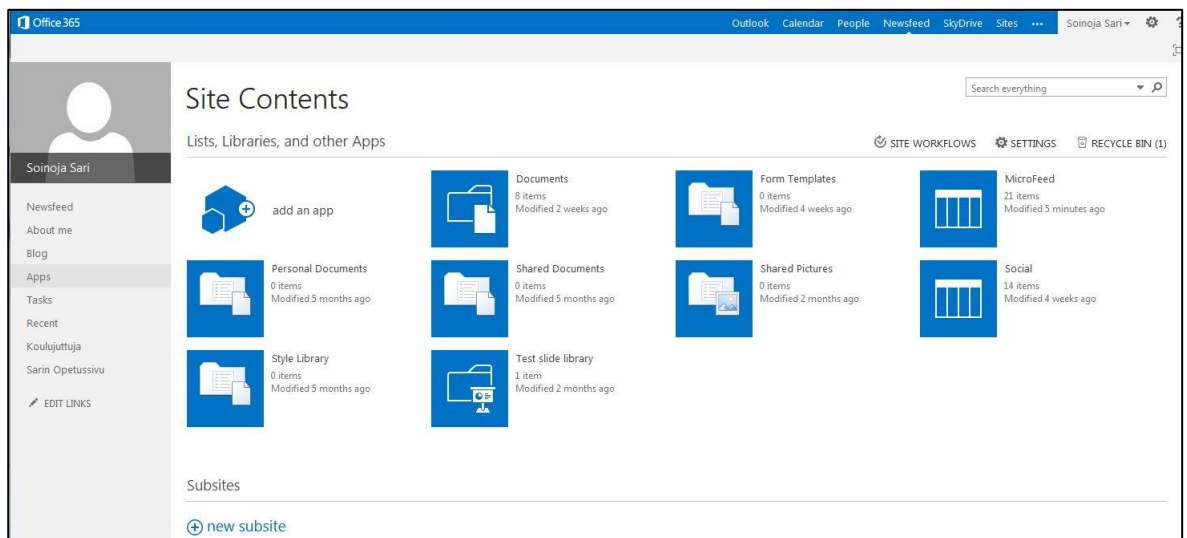 Office 365
Outlook Calendar People Newsfeed SkyDrive Sites ••• Soinoja Sari ?
Search everything
Site Contents
Lists, Libraries, and other Apps
SITE WORKFLOWS SETTINGS RECYCLE BIN (1)
Soinoja Sari
Newsfeed
About me
Blog
Apps
Tasks
Recent
Koulujuttuja
Sarin Opetussivu
EDIT LINKS
add an app
Documents
8 items
Modified 2 weeks ago
Form Templates
0 items
Modified 4 weeks ago
MicroFeed
21 items
Modified 5 minutes ago
Personal Documents
0 items
Modified 5 months ago
Shared Documents
0 items
Modified 5 months ago
Shared Pictures
0 items
Modified 2 months ago
Social
14 items
Modified 4 weeks ago
Style Library
0 items
Modified 5 months ago
Test slide library
1 item
Modified 2 months ago
Subsites
new subsite